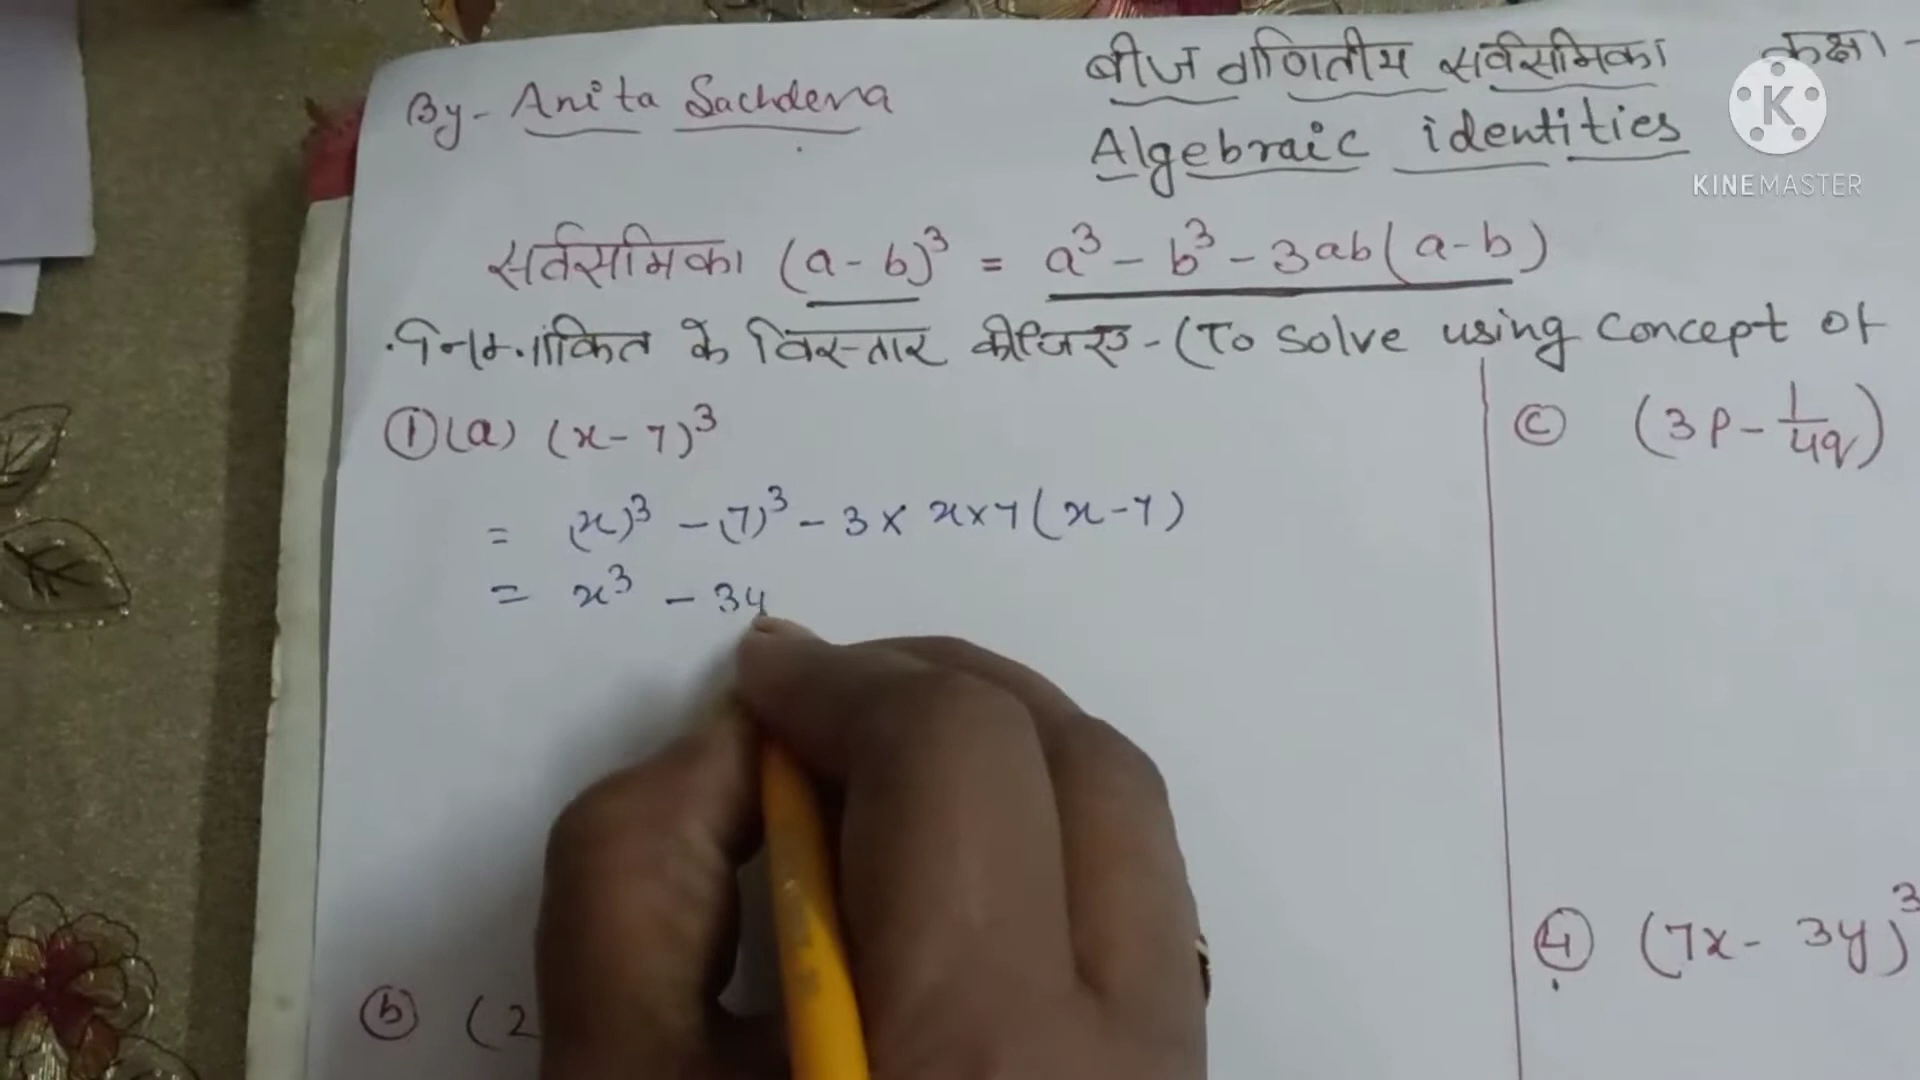 By- Anita Sachdeva
बीज गणितीय सर्वसमिका कक्षा -
Algebraic identities
KINEMASTER
सर्वसमिका (a - b)³ = a³ - b³ - 3ab(a - b)
के विस्तार कीजिए - (To solve using concept of
① (a) (x - 7)³
= (x)³ - (7)³ - 3 × x × 7 (x - 7)
= x³ - 34
ⓑ (2
ⓒ (3p - 1/4q)
④ (7x - 3y)³